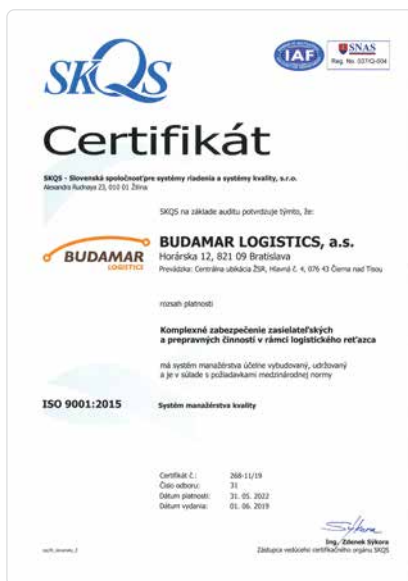 SKQS
IAF
SNAS
Reg. No. 037/Q-004
Certifikát
SKQS - Slovenská spoločnosť pre systémy riadenia a systémy kvality, s.r.o.
Alexandra Rudnaya 23, 010 01 Žilina
SKQS na základe auditu potvrdzuje týmto, že:
BUDAMAR
LOGISTICS
BUDAMAR LOGISTICS, a.s.
Horárska 12, 821 09 Bratislava
Prevádzka: Centrálna ubikácia ŽSR, Hlavná č. 4, 076 43 Čierna nad Tisou
rozsah platnosti
Komplexné zabezpečenie zasielateľských
a prepravných činností v rámci logistického reťazca
má systém manažérstva účelne vybudovaný, udržovaný
a je v súlade s požiadavkami medzinárodnej normy
ISO 9001:2015 Systém manažérstva kvality
Certifikát č.: 268-11/19
Číslo odboru: 31
Dátum platnosti: 31. 05. 2022
Dátum vydania: 01. 06. 2019
Ing. Zdenek Sýkora
Zástupca vedúceho certifikačného orgánu SKQS